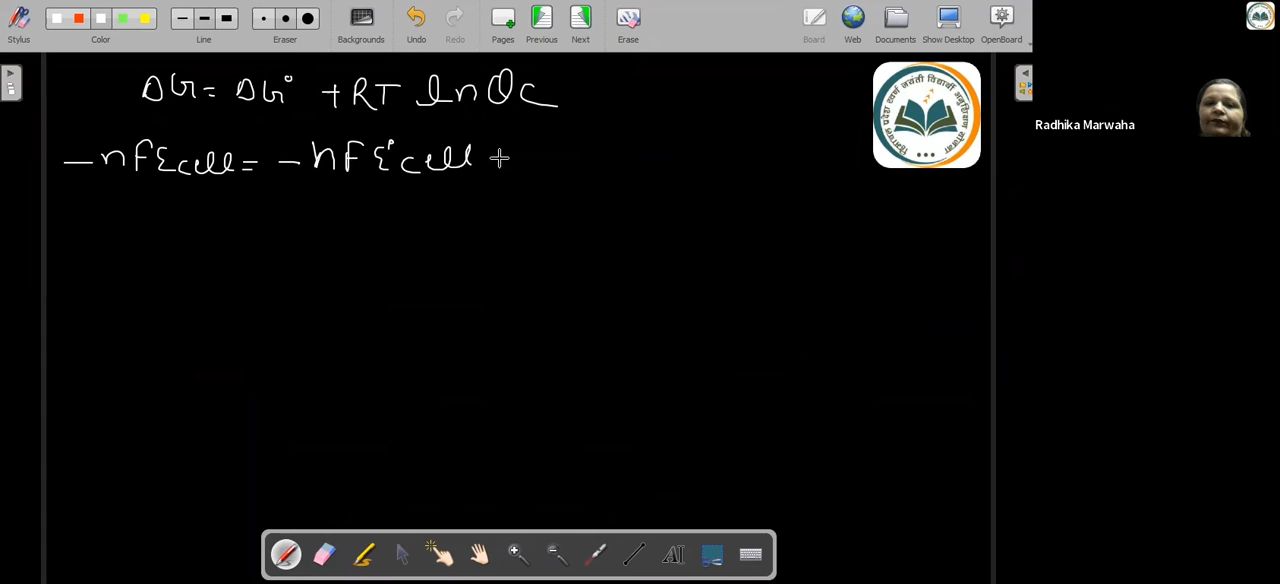 Stylus Color Line Eraser Backgrounds Undo Redo Pages Previous Next Erase Board Web Documents Show Desktop OpenBoard
ΔG = ΔG° + RT ln Qc
Radhika Marwaha
-nFEcell = -nFE°cell +
AI